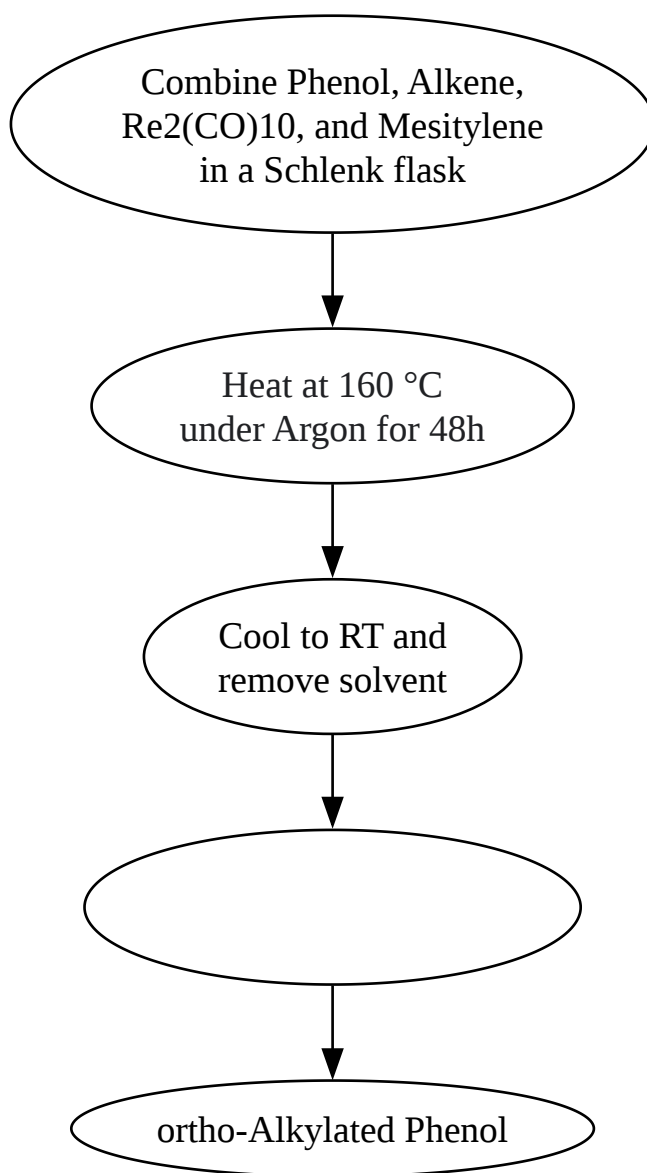 Combine Phenol, Alkene,
Re2(CO)10, and Mesitylene
in a Schlenk flask
Heat at 160 °C
under Argon for 48h
Cool to RT and
remove solvent
ortho-Alkylated Phenol